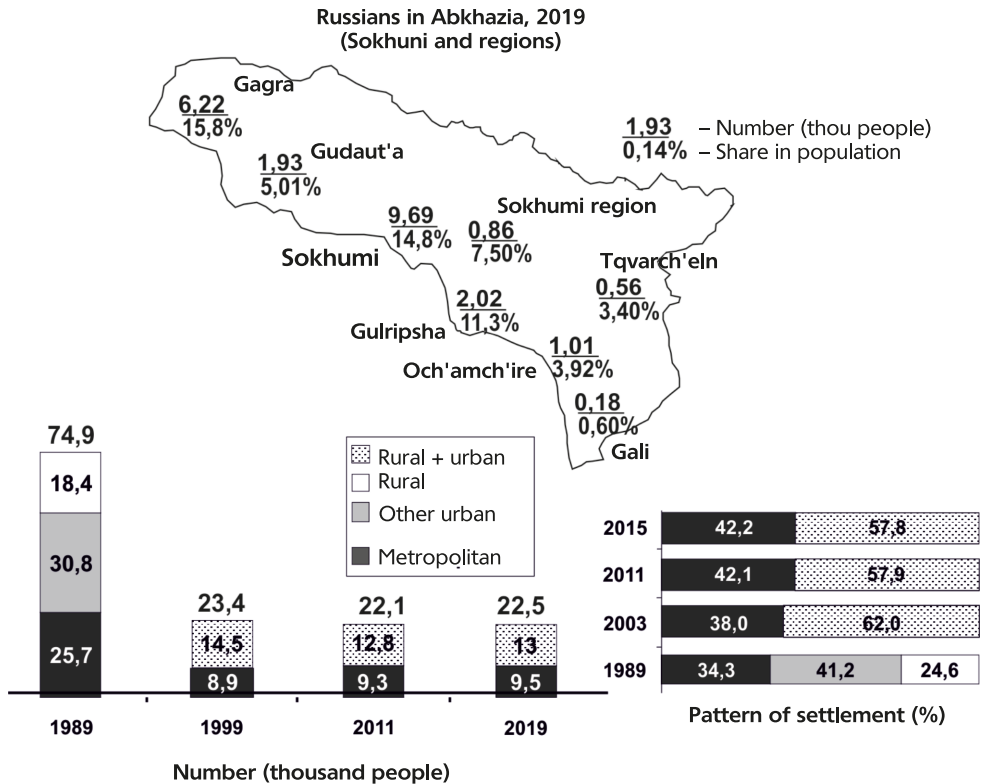 Russians in Abkhazia, 2019
(Sokhuni and regions)
Gagra
6,22
15,8%
Gudaut'a
1,93
5,01%
1,93 – Number (thou people)
0,14% – Share in population
Sokhumi region
9,69
14,8%
0,86
7,50%
Sokhumi
Tqvarch'eln
0,56
3,40%
2,02
11,3%
Gulripsha
1,01
3,92%
Och'amch'ire
0,18
0,60%
Gali
74,9
18,4
30,8
25,7
23,4
14,5
8,9
22,1
12,8
9,3
22,5
13
9,5
1989 1999 2011 2019
Number (thousand people)
Rural + urban
Rural
Other urban
Metropolitan
2015 42,2 57,8
2011 42,1 57,9
2003 38,0 62,0
1989 34,3 41,2 24,6
Pattern of settlement (%)